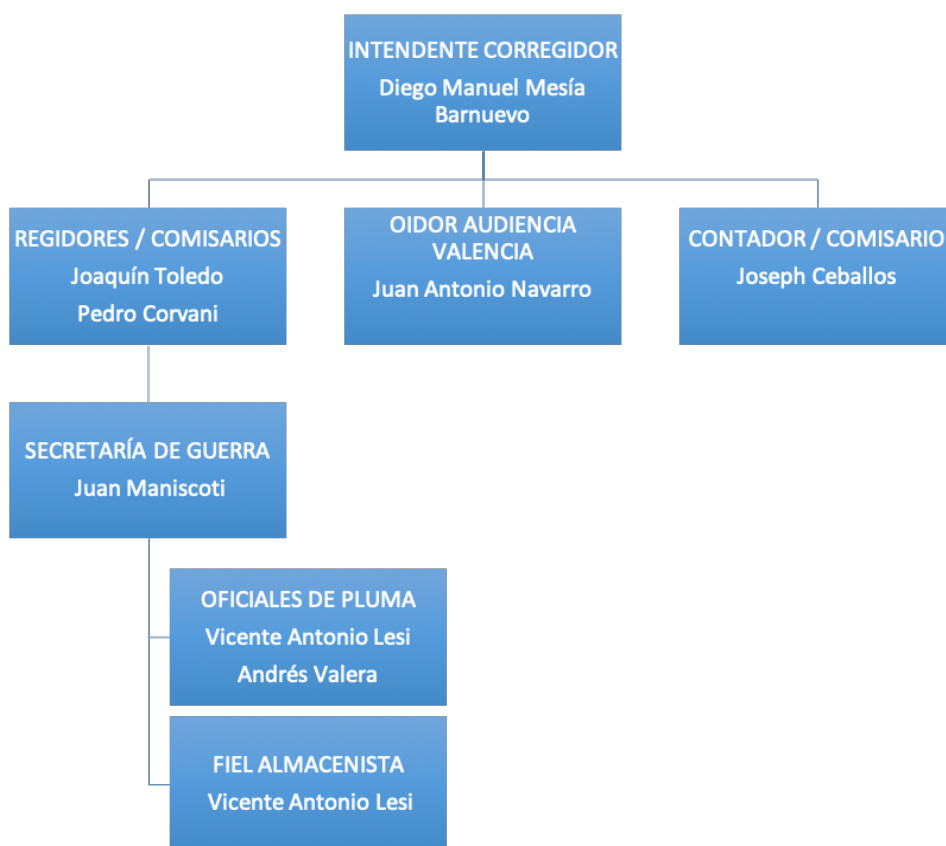 INTENDENTE CORREGIDOR
Diego Manuel Mesía
Barnuevo
REGIDORES / COMISARIOS
Joaquín Toledo
Pedro Corvani
OIDOR AUDIENCIA
VALENCIA
Juan Antonio Navarro
CONTADOR / COMISARIO
Joseph Ceballos
SECRETARÍA DE GUERRA
Juan Maniscoti
OFICIALES DE PLUMA
Vicente Antonio Lesi
Andrés Valera
FIEL ALMACENISTA
Vicente Antonio Lesi